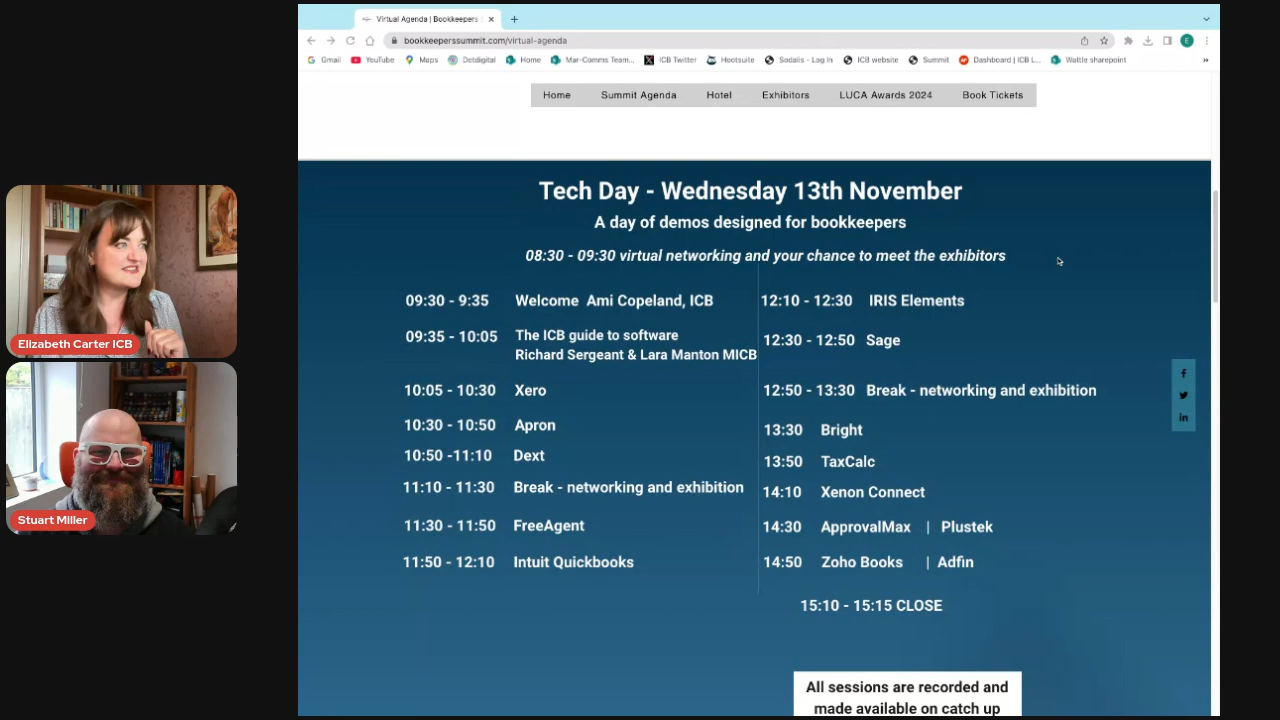 Virtual Agenda | Bookkeepers
bookkeeperssummit.com/virtual-agenda
E
Gmail YouTube Maps Dotdigital Home Mar-Comms Team... ICB Twitter Hootsuite Sodalis - Log In ICB website Summit Dashboard | ICB L... Wattle sharepoint
Home Summit Agenda Hotel Exhibitors LUCA Awards 2024 Book Tickets
Tech Day - Wednesday 13th November
A day of demos designed for bookkeepers
08:30 - 09:30 virtual networking and your chance to meet the exhibitors
09:30 - 9:35 Welcome Ami Copeland, ICB
09:35 - 10:05 The ICB guide to software
Richard Sergeant & Lara Manton MICB
10:05 - 10:30 Xero
10:30 - 10:50 Apron
10:50 -11:10 Dext
11:10 - 11:30 Break - networking and exhibition
11:30 - 11:50 FreeAgent
11:50 - 12:10 Intuit Quickbooks
12:10 - 12:30 IRIS Elements
12:30 - 12:50 Sage
12:50 - 13:30 Break - networking and exhibition
13:30 Bright
13:50 TaxCalc
14:10 Xenon Connect
14:30 ApprovalMax | Plustek
14:50 Zoho Books | Adfin
15:10 - 15:15 CLOSE
All sessions are recorded and
made available on catch up
Elizabeth Carter ICB
Stuart Miller